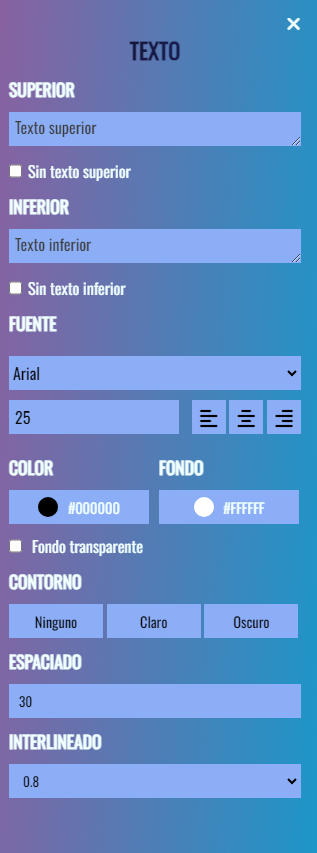 TEXTO
SUPERIOR
Texto superior
Sin texto superior
INFERIOR
Texto inferior
Sin texto inferior
FUENTE
Arial
25
COLOR FONDO
#000000 #FFFFFF
Fondo transparente
CONTORNO
Ninguno Claro Oscuro
ESPACIADO
30
INTERLINEADO
0.8